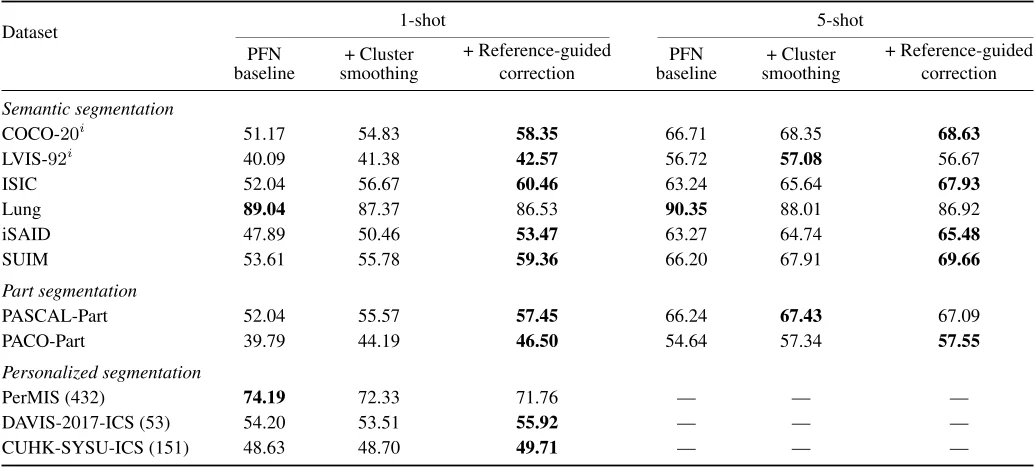 Dataset 1-shot 5-shot
PFN baseline + Cluster smoothing + Reference-guided correction PFN baseline + Cluster smoothing + Reference-guided correction
Semantic segmentation
COCO-20i 51.17 54.83 58.35 66.71 68.35 68.63
LVIS-92i 40.09 41.38 42.57 56.72 57.08 56.67
ISIC 52.04 56.67 60.46 63.24 65.64 67.93
Lung 89.04 87.37 86.53 90.35 88.01 86.92
iSAID 47.89 50.46 53.47 63.27 64.74 65.48
SUIM 53.61 55.78 59.36 66.20 67.91 69.66
Part segmentation
PASCAL-Part 52.04 55.57 57.45 66.24 67.43 67.09
PACO-Part 39.79 44.19 46.50 54.64 57.34 57.55
Personalized segmentation
PerMIS (432) 74.19 72.33 71.76 — — —
DAVIS-2017-ICS (53) 54.20 53.51 55.92 — — —
CUHK-SYSU-ICS (151) 48.63 48.70 49.71 — — —